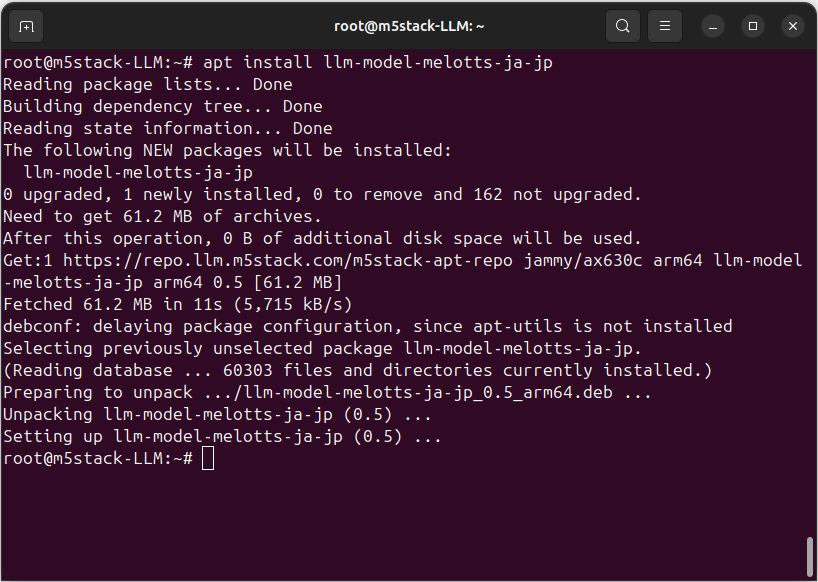 root@m5stack-LLM: ~
root@m5stack-LLM:~# apt install llm-model-melotts-ja-jp
Reading package lists... Done
Building dependency tree... Done
Reading state information... Done
The following NEW packages will be installed:
  llm-model-melotts-ja-jp
0 upgraded, 1 newly installed, 0 to remove and 162 not upgraded.
Need to get 61.2 MB of archives.
After this operation, 0 B of additional disk space will be used.
Get:1 https://repo.llm.m5stack.com/m5stack-apt-repo jammy/ax630c arm64 llm-model
-melotts-ja-jp arm64 0.5 [61.2 MB]
Fetched 61.2 MB in 11s (5,715 kB/s)
debconf: delaying package configuration, since apt-utils is not installed
Selecting previously unselected package llm-model-melotts-ja-jp.
(Reading database ... 60303 files and directories currently installed.)
Preparing to unpack .../llm-model-melotts-ja-jp_0.5_arm64.deb ...
Unpacking llm-model-melotts-ja-jp (0.5) ...
Setting up llm-model-melotts-ja-jp (0.5) ...
root@m5stack-LLM:~#